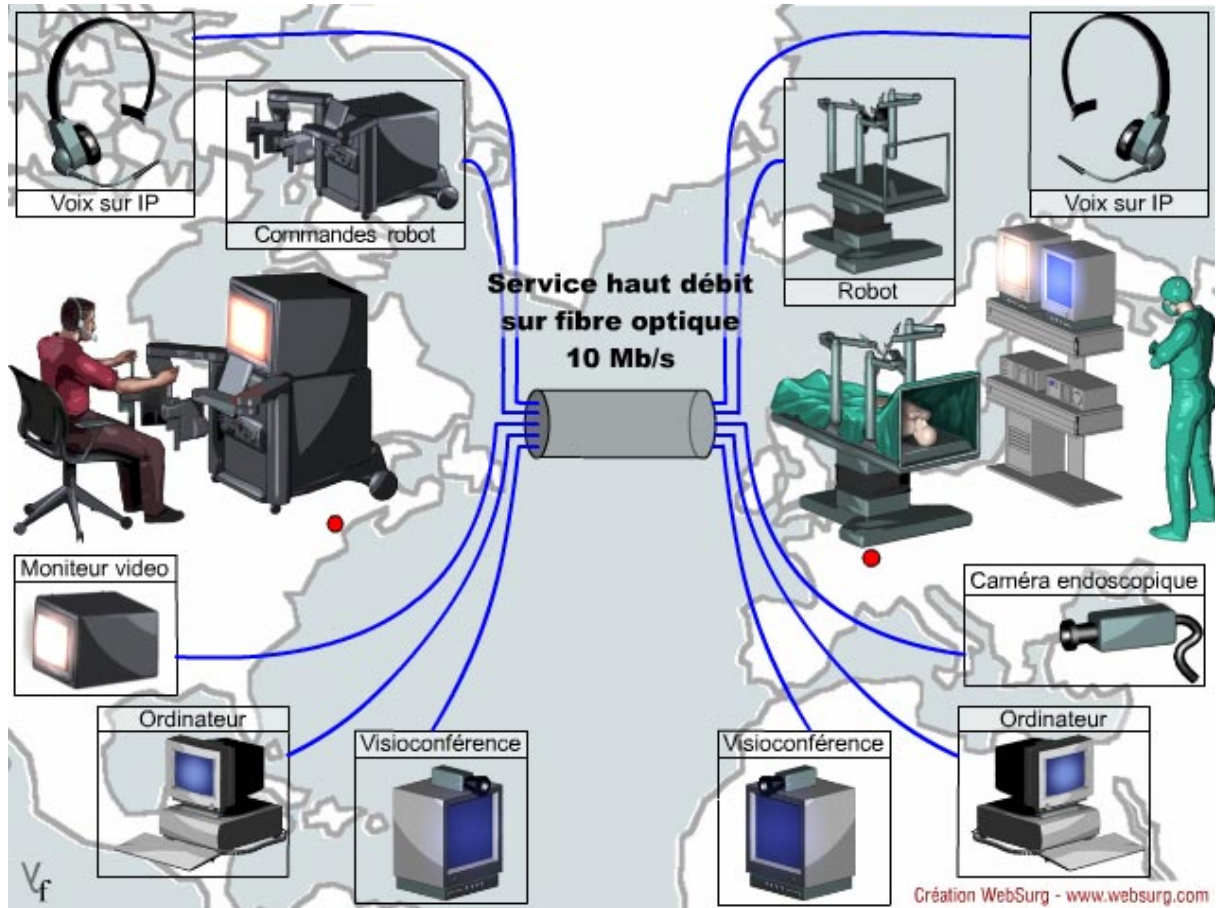 Voix sur IP
Commandes robot
Robot
Voix sur IP
Service haut débit
sur fibre optique
10 Mb/s
Moniteur video
Caméra endoscopique
Ordinateur
Visioconférence
Visioconférence
Ordinateur
Vf
Création WebSurg - www.websurg.com